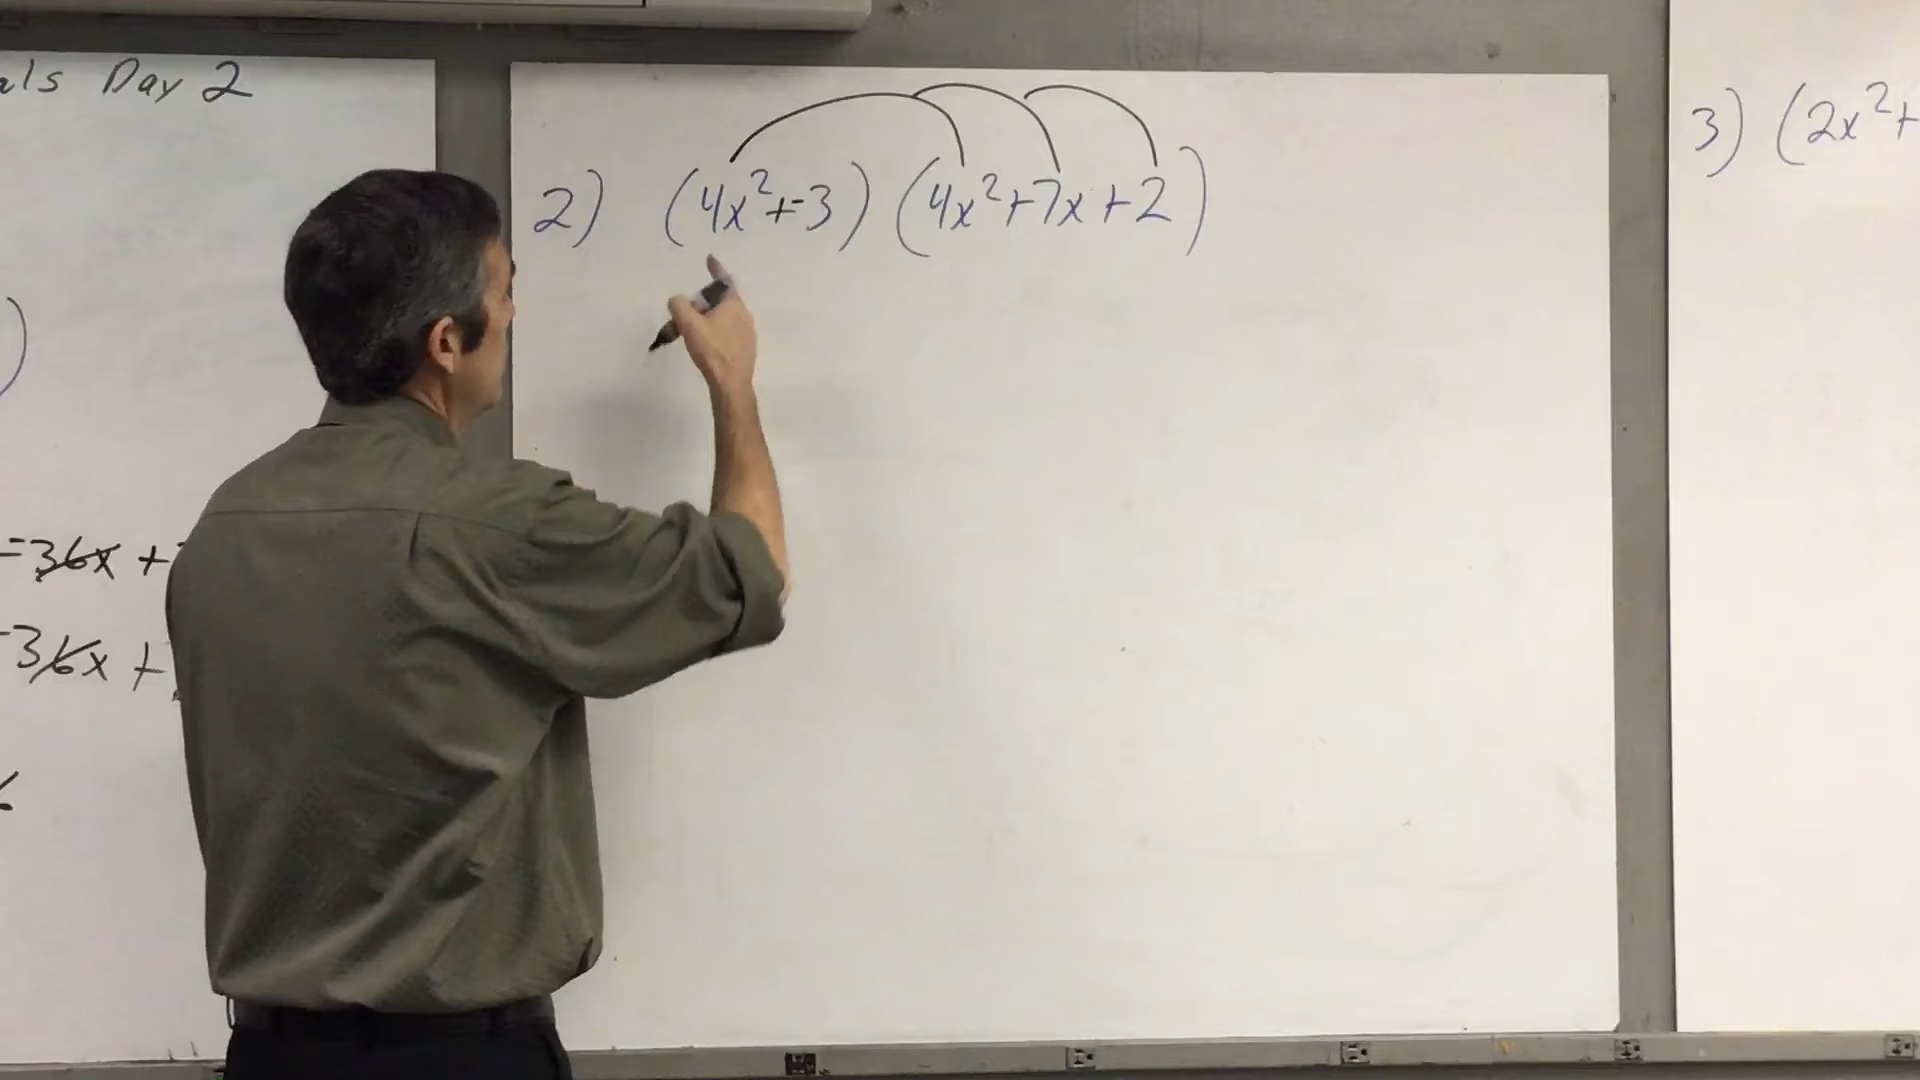 als Day 2
2) (4x²+-3) (4x²+7x+2)
3) (2x²+
)
-36x +
-36x +